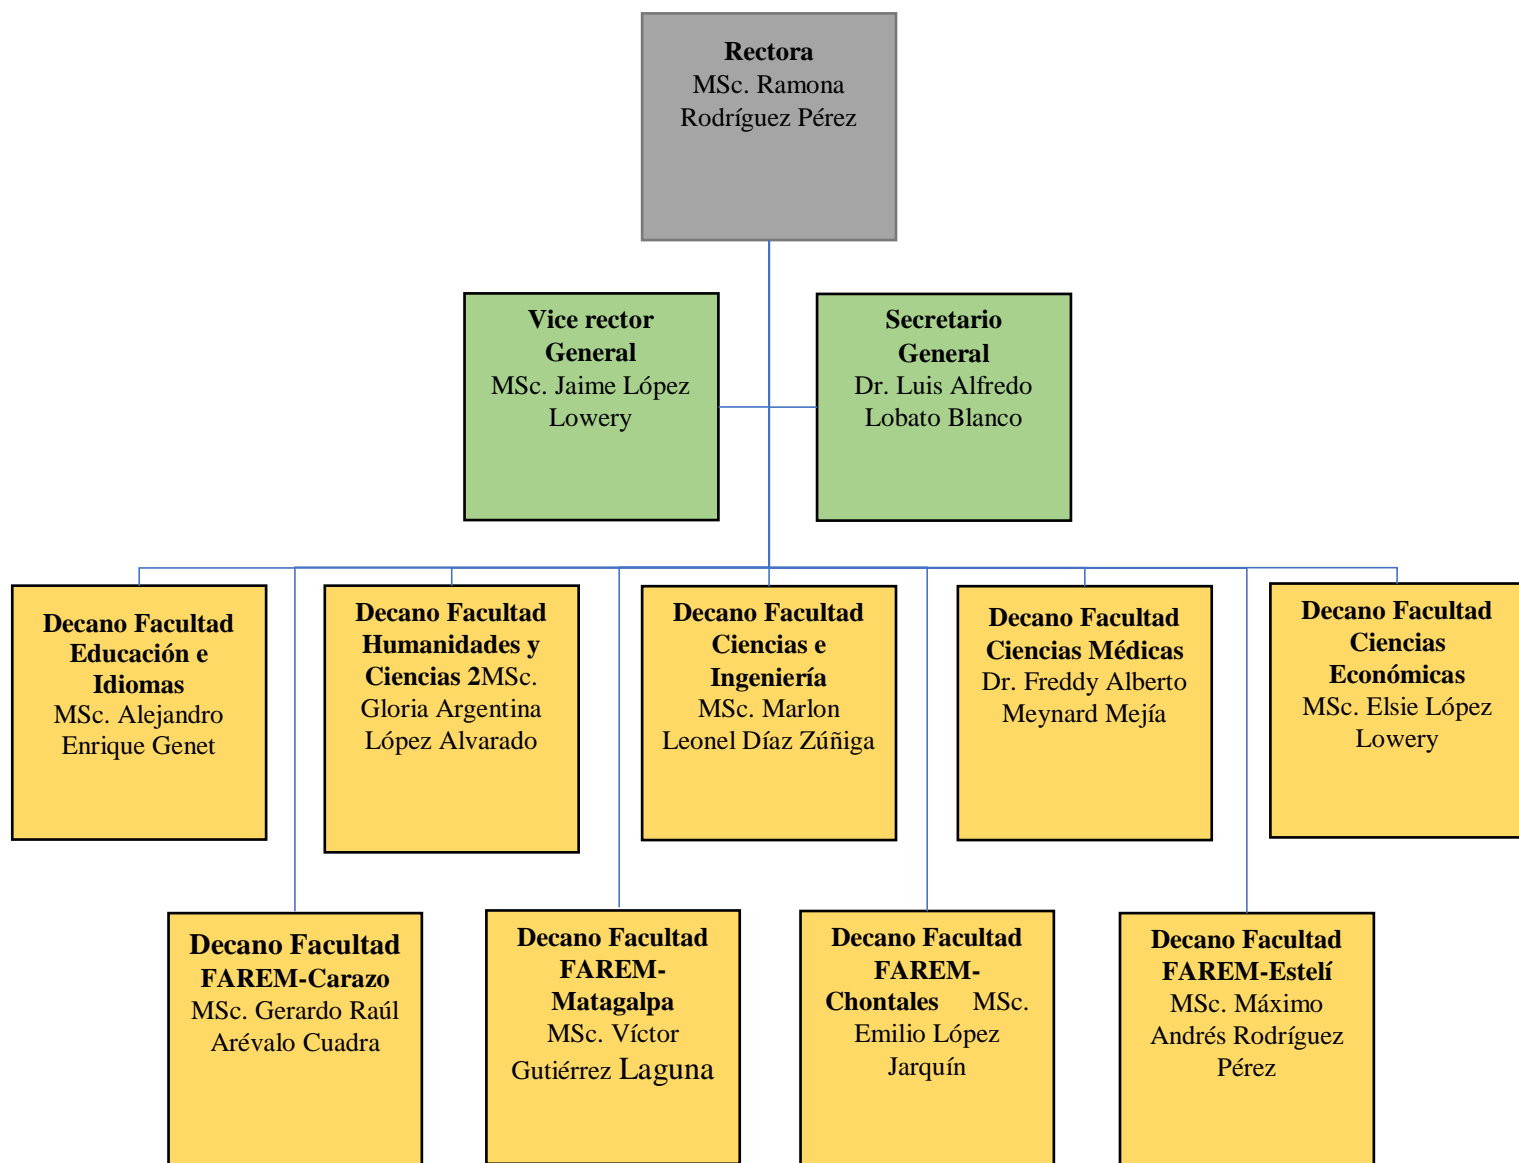 Rectora
MSc. Ramona
Rodríguez Pérez
Vice rector
General
MSc. Jaime López
Lowery
Secretario
General
Dr. Luis Alfredo
Lobato Blanco
Decano Facultad
Educación e
Idiomas
MSc. Alejandro
Enrique Genet
Decano Facultad
Humanidades y
Ciencias 2MSc.
Gloria Argentina
López Alvarado
Decano Facultad
Ciencias e
Ingeniería
MSc. Marlon
Leonel Díaz Zúñiga
Decano Facultad
Ciencias Médicas
Dr. Freddy Alberto
Meynard Mejía
Decano Facultad
Ciencias
Económicas
MSc. Elsie López
Lowery
Decano Facultad
FAREM-Carazo
MSc. Gerardo Raúl
Arévalo Cuadra
Decano Facultad
FAREM-
Matagalpa
MSc. Víctor
Gutiérrez Laguna
Decano Facultad
FAREM-
Chontales MSc.
Emilio López
Jarquín
Decano Facultad
FAREM-Estelí
MSc. Máximo
Andrés Rodríguez
Pérez